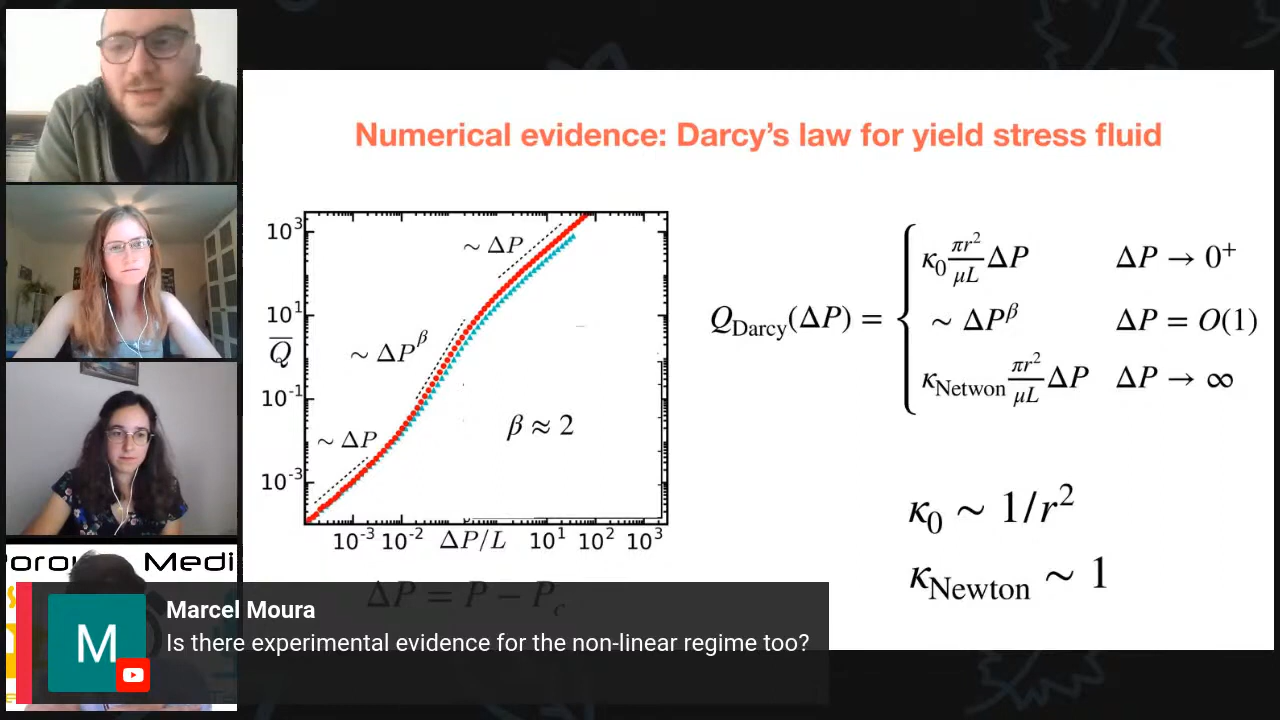 Numerical evidence: Darcy's law for yield stress fluid
10³
10¹
Q̅
10⁻¹
10⁻³
~ ΔP
~ ΔP^β
~ ΔP
β ≈ 2
10⁻³ 10⁻² ΔP/L 10¹ 10² 10³
ΔP = P − P_c
Q_Darcy(ΔP) =
κ₀ πr²/μL ΔP ΔP → 0⁺
~ ΔP^β ΔP = O(1)
κ_Netwon πr²/μL ΔP ΔP → ∞
κ₀ ~ 1/r²
κ_Newton ~ 1
Medi
M
Marcel Moura
Is there experimental evidence for the non-linear regime too?